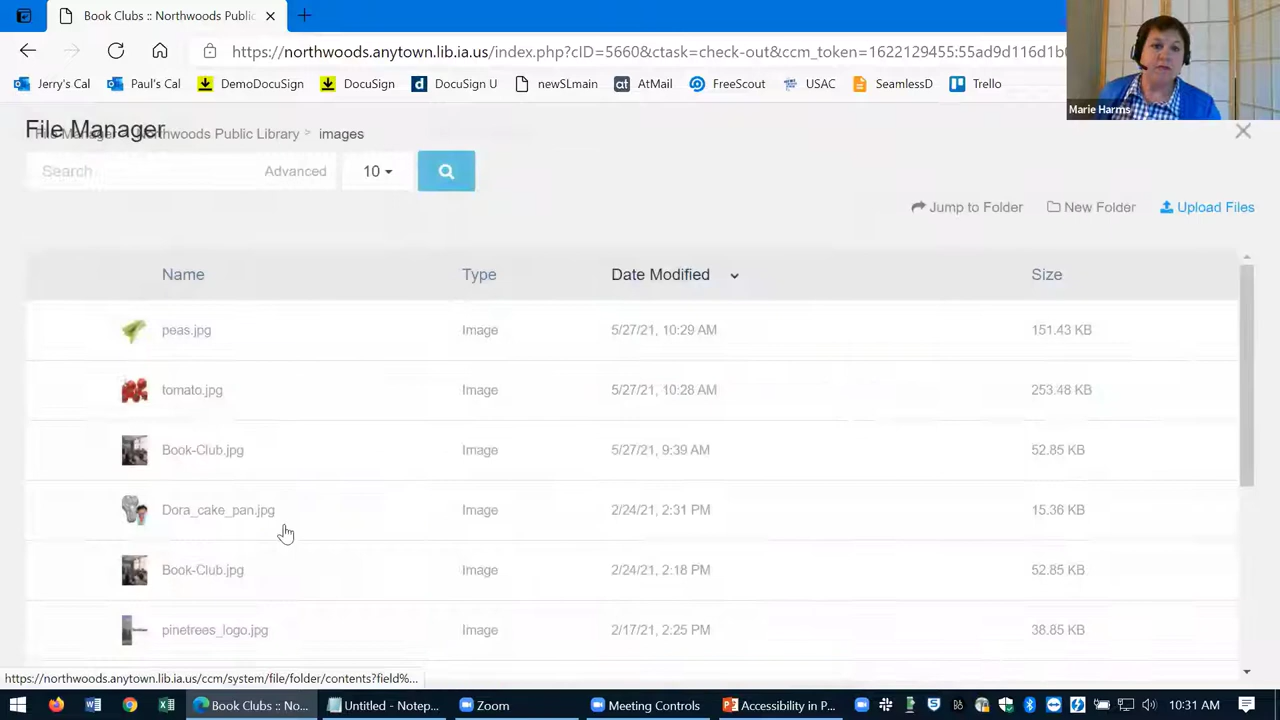 Book Clubs :: Northwoods Public
https://northwoods.anytown.lib.ia.us/index.php?cID=5660&ctask=check-out&ccm_token=1622129455:55ad9d116d1b
Jerry's Cal Paul's Cal DemoDocuSign DocuSign DocuSign U newSLmain AtMail FreeScout USAC SeamlessD Trello
Marie Harms
File Manager
File Manager > Northwoods Public Library > images
Search Advanced 10
Jump to Folder New Folder Upload Files
Name Type Date Modified Size
peas.jpg Image 5/27/21, 10:29 AM 151.43 KB
tomato.jpg Image 5/27/21, 10:28 AM 253.48 KB
Book-Club.jpg Image 5/27/21, 9:39 AM 52.85 KB
Dora_cake_pan.jpg Image 2/24/21, 2:31 PM 15.36 KB
Book-Club.jpg Image 2/24/21, 2:18 PM 52.85 KB
pinetrees_logo.jpg Image 2/17/21, 2:25 PM 38.85 KB
https://northwoods.anytown.lib.ia.us/ccm/system/file/folder/contents?field%...
Book Clubs :: No... Untitled - Notep... Zoom Meeting Controls Accessibility in P... 10:31 AM